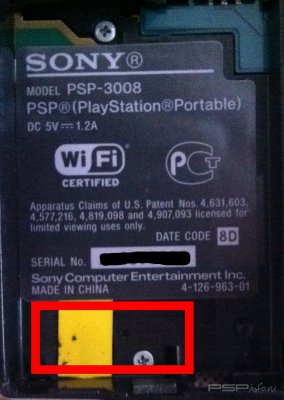 SONY®
MODEL PSP-3008
PSP®(PlayStation®Portable)
DC 5V⎓1.2A
Wi Fi
CERTIFIED
PCT
Apparatus Claims of U.S. Patent Nos. 4,631,603,
4,577,216, 4,819,098 and 4,907,093 licensed for
limited viewing uses only.
DATE CODE 8D
SERIAL No.
Sony Computer Entertainment Inc.
MADE IN CHINA 4-126-963-01
PSPinfo.ru